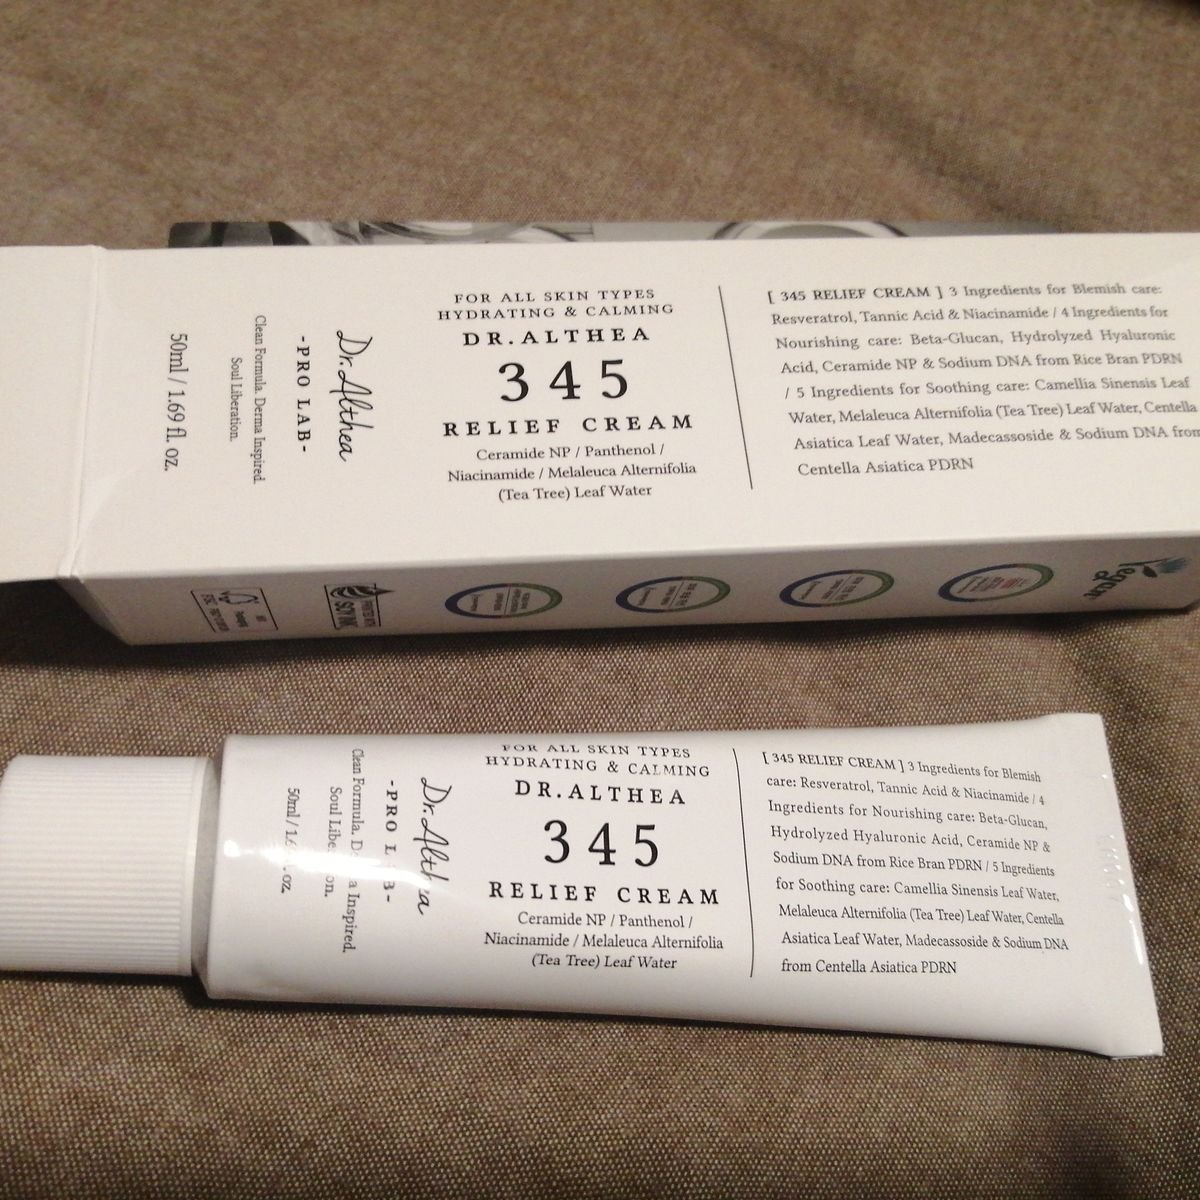 FOR ALL SKIN TYPES
HYDRATING & CALMING
DR.ALTHEA
345
RELIEF CREAM
Ceramide NP / Panthenol /
Niacinamide / Melaleuca Alternifolia
(Tea Tree) Leaf Water
[ 345 RELIEF CREAM ] 3 Ingredients for Blemish care:
Resveratrol, Tannic Acid & Niacinamide / 4 Ingredients for
Nourishing care: Beta-Glucan, Hydrolyzed Hyaluronic
Acid, Ceramide NP & Sodium DNA from Rice Bran PDRN
/ 5 Ingredients for Soothing care: Camellia Sinensis Leaf
Water, Melaleuca Alternifolia (Tea Tree) Leaf Water, Centella
Asiatica Leaf Water, Madecassoside & Sodium DNA from
Centella Asiatica PDRN
Dr. Althea
-PRO LAB-
Clean Formula. Derma Inspired.
Soul Liberation.
50ml / 1.69 fl. oz.
SOY INK
FOR ALL SKIN TYPES
HYDRATING & CALMING
DR.ALTHEA
345
RELIEF CREAM
Ceramide NP / Panthenol /
Niacinamide / Melaleuca Alternifolia
(Tea Tree) Leaf Water
[ 345 RELIEF CREAM ] 3 Ingredients for Blemish
care: Resveratrol, Tannic Acid & Niacinamide / 4
Ingredients for Nourishing care: Beta-Glucan,
Hydrolyzed Hyaluronic Acid, Ceramide NP &
Sodium DNA from Rice Bran PDRN / 5 Ingredients
for Soothing care: Camellia Sinensis Leaf Water,
Melaleuca Alternifolia (Tea Tree) Leaf Water, Centella
Asiatica Leaf Water, Madecassoside & Sodium DNA
from Centella Asiatica PDRN
Dr. Althea
-PRO LAB-
Clean Formula. Inspired.
Soul
50ml / oz.